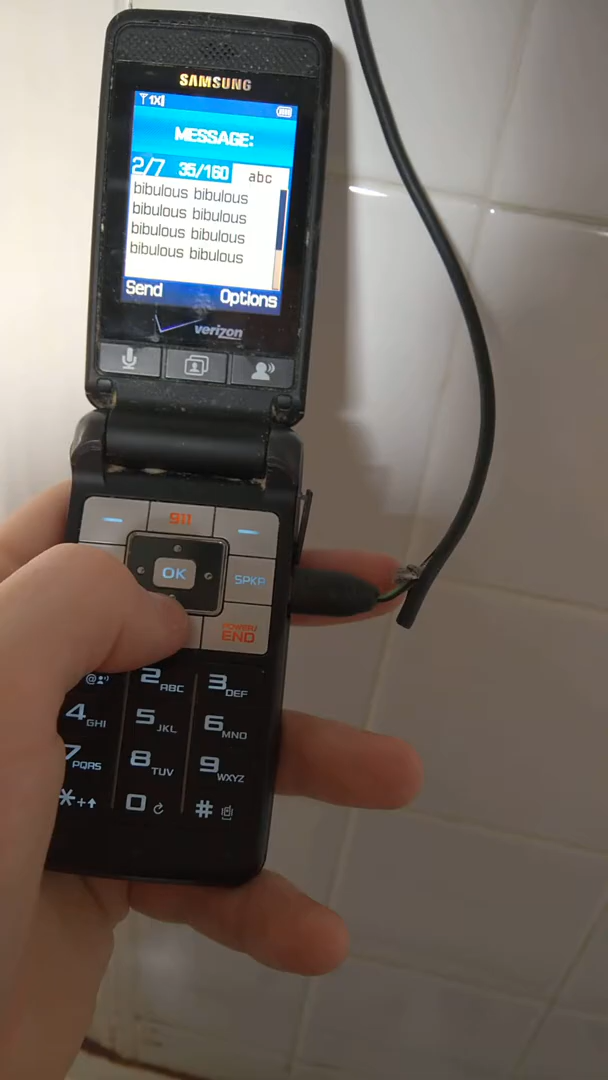 SAMSUNG
1X
MESSAGE:
2/7 35/160 abc
bibulous bibulous
bibulous bibulous
bibulous bibulous
bibulous bibulous
Send Options
verizon
911
OK
SPKR
END
@
2ABC 3DEF
4GHI 5JKL 6MNO
7PQRS 8TUV 9WXYZ
*+ 0 #